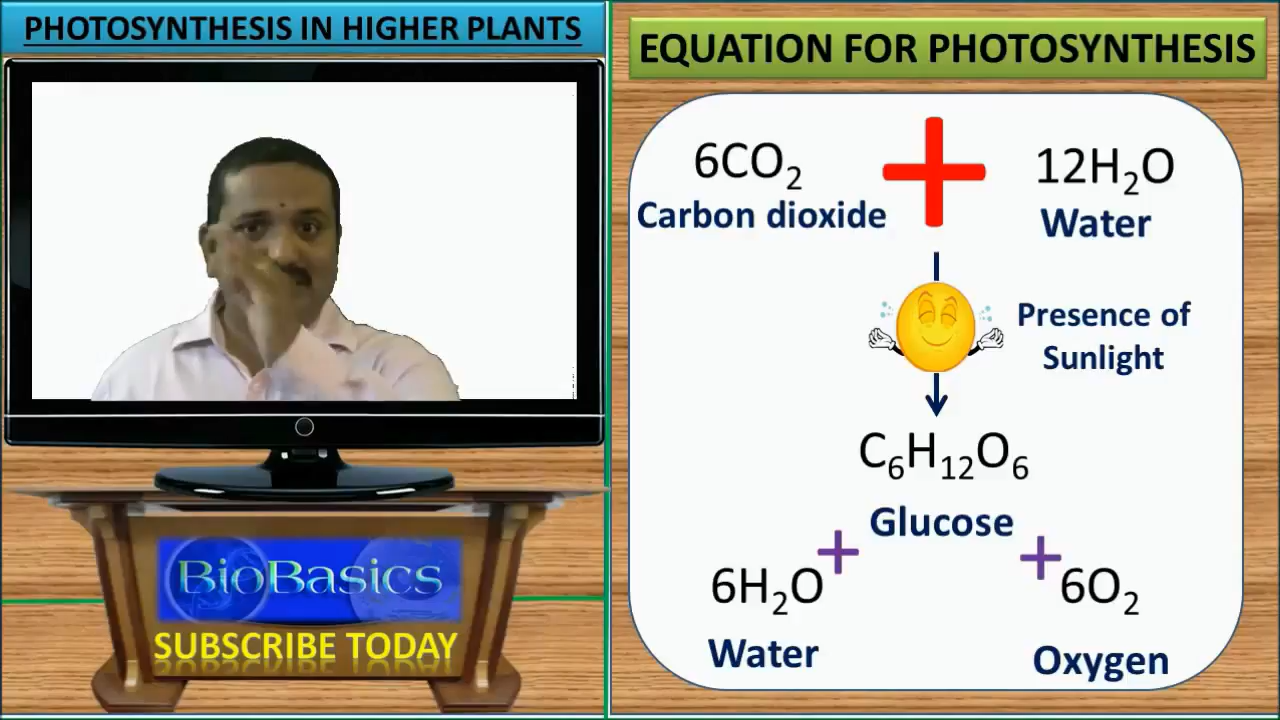 PHOTOSYNTHESIS IN HIGHER PLANTS
BioBasics
SUBSCRIBE TODAY
EQUATION FOR PHOTOSYNTHESIS
6CO₂ + 12H₂O
Carbon dioxide Water
Presence of
Sunlight
C₆H₁₂O₆
Glucose
+ +
6H₂O 6O₂
Water Oxygen